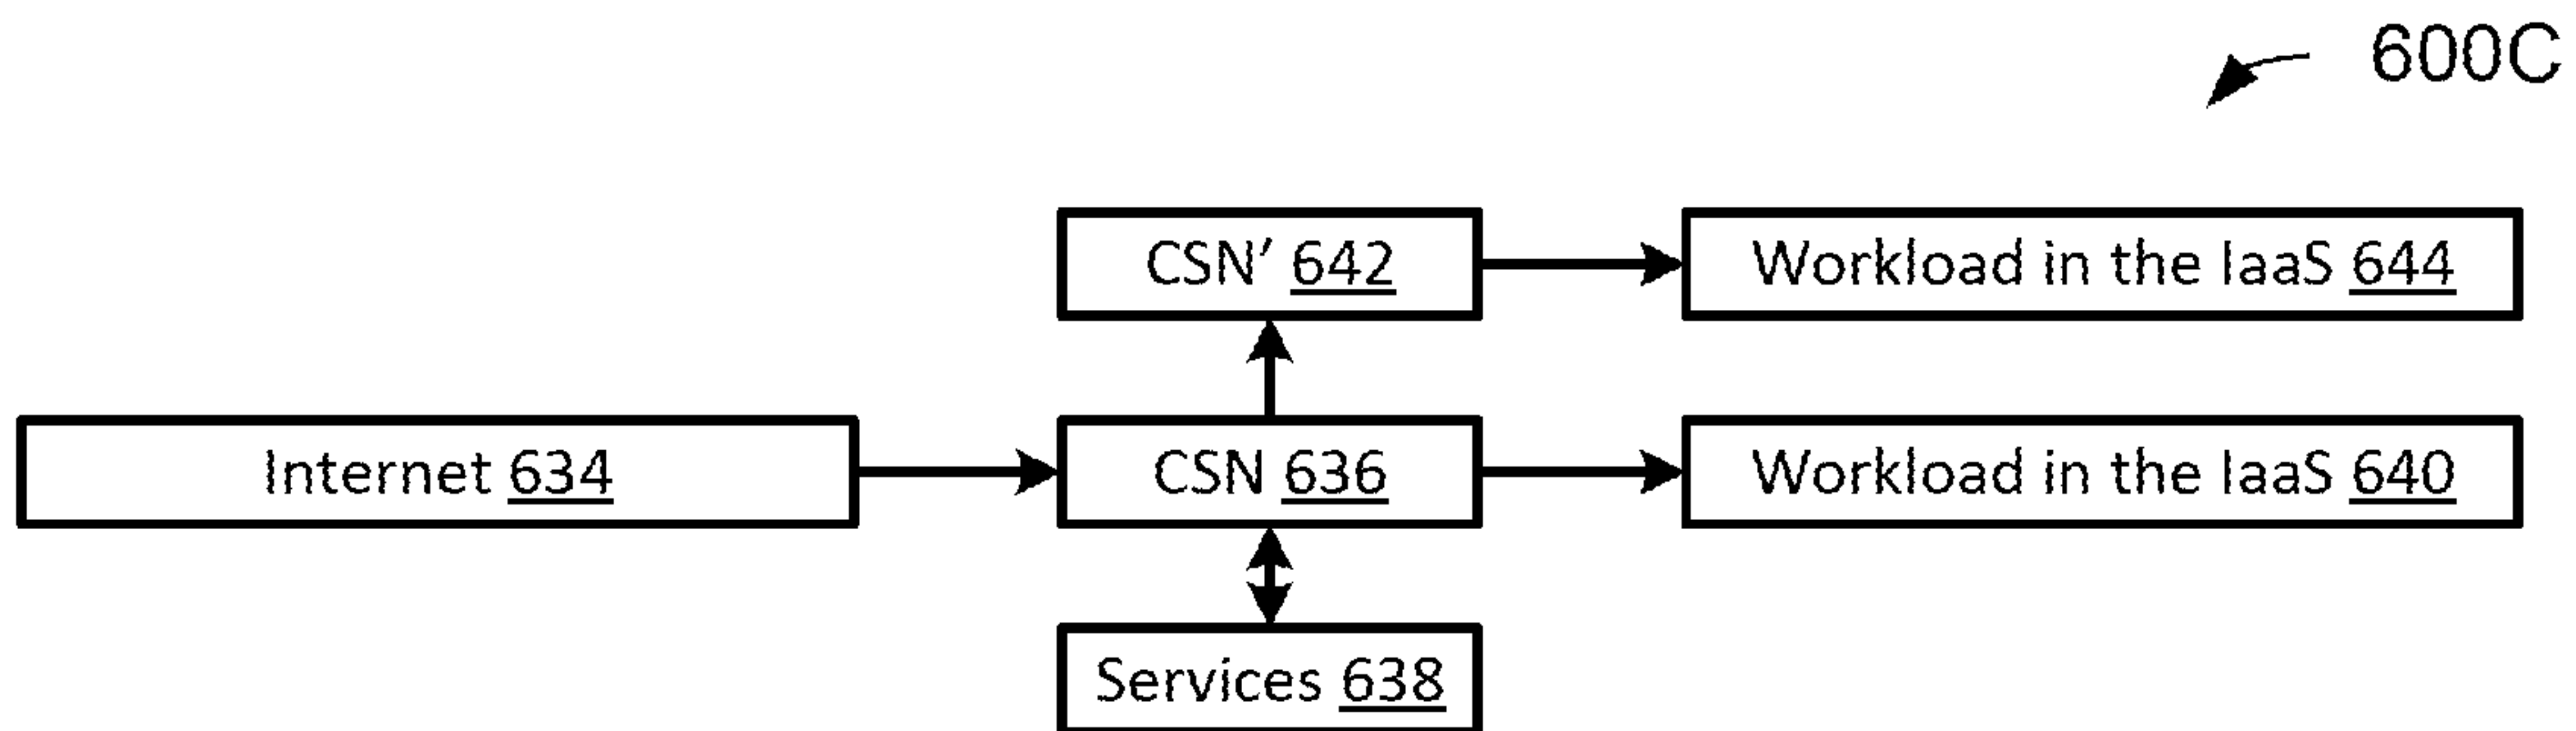 600C
CSN′ 642
Workload in the IaaS 644
Internet 634
CSN 636
Workload in the IaaS 640
Services 638